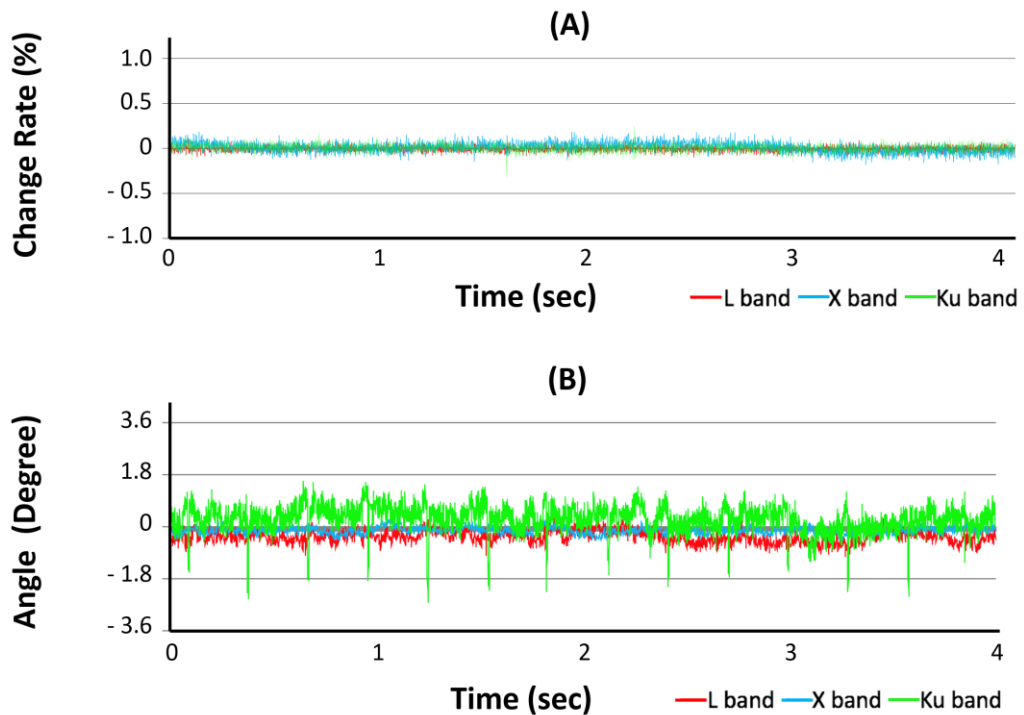 (A)
Change Rate (%)
1.0
0.5
0
- 0.5
- 1.0
0 1 2 3 4
Time (sec)
L band X band Ku band
(B)
Angle (Degree)
3.6
1.8
0
- 1.8
- 3.6
0 1 2 3 4
Time (sec)
L band X band Ku band